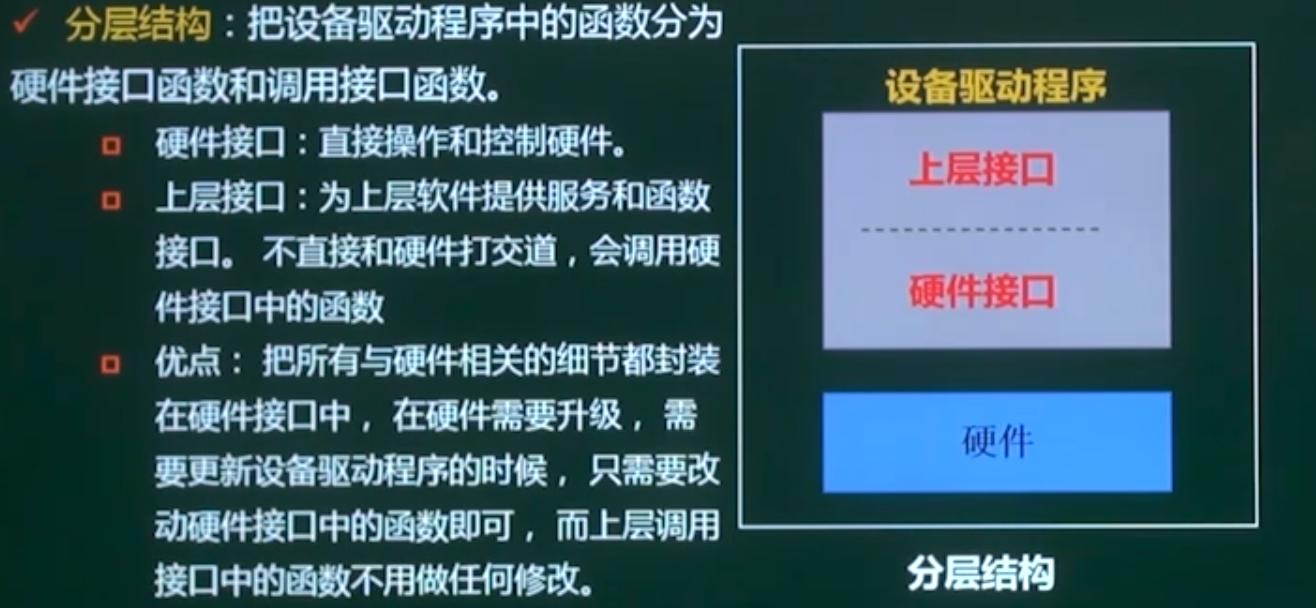 ✓ 分层结构：把设备驱动程序中的函数分为
硬件接口函数和调用接口函数。
硬件接口：直接操作和控制硬件。
上层接口：为上层软件提供服务和函数
接口。 不直接和硬件打交道，会调用硬
件接口中的函数
优点： 把所有与硬件相关的细节都封装
在硬件接口中， 在硬件需要升级， 需
要更新设备驱动程序的时候， 只需要改
动硬件接口中的函数即可， 而上层调用
接口中的函数不用做任何修改。
设备驱动程序
上层接口
硬件接口
硬件
分层结构